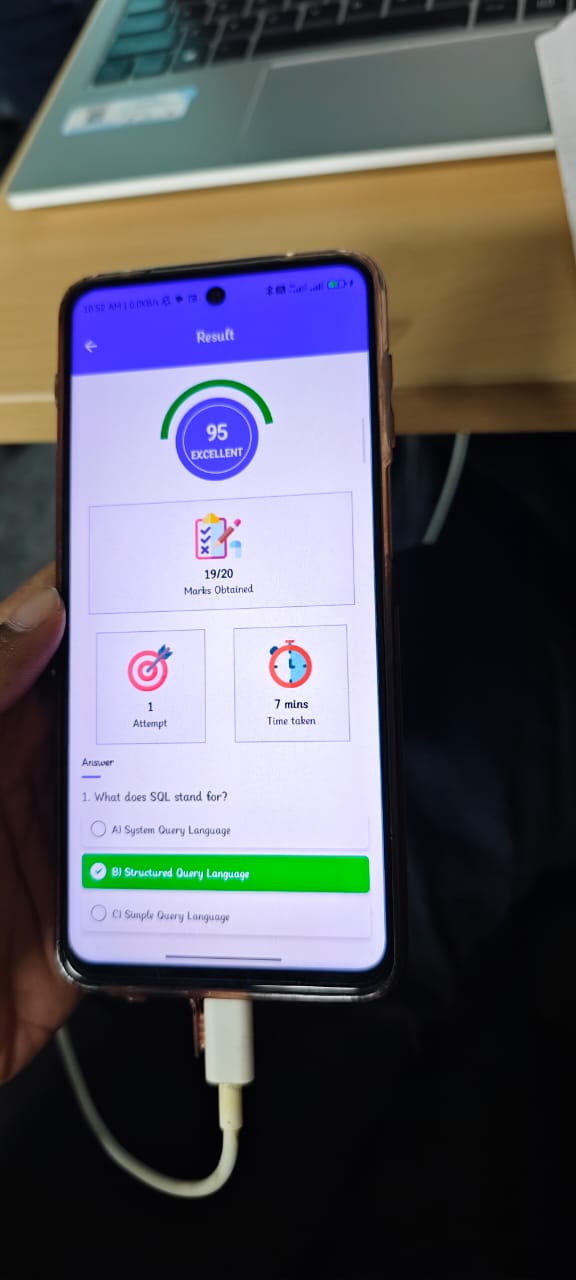 10:52 AM | 0.0KB/s
Result
95
EXCELLENT
19/20
Marks Obtained
1
Attempt
7 mins
Time taken
Answer
1. What does SQL stand for?
A) System Query Language
B) Structured Query Language
C) Simple Query Language